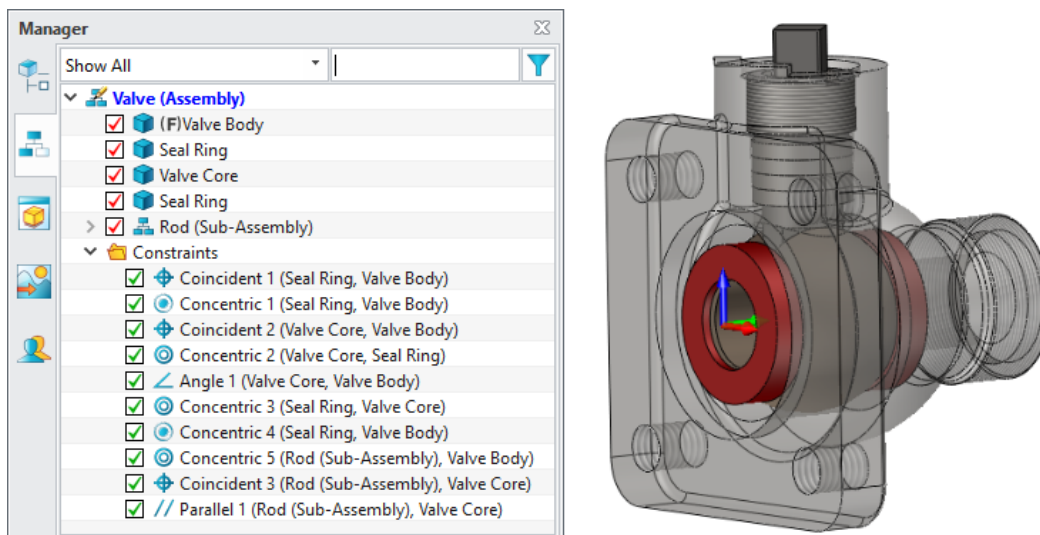 Manager
Show All
Valve (Assembly)
(F)Valve Body
Seal Ring
Valve Core
Seal Ring
Rod (Sub-Assembly)
Constraints
Coincident 1 (Seal Ring, Valve Body)
Concentric 1 (Seal Ring, Valve Body)
Coincident 2 (Valve Core, Valve Body)
Concentric 2 (Valve Core, Seal Ring)
Angle 1 (Valve Core, Valve Body)
Concentric 3 (Seal Ring, Valve Core)
Concentric 4 (Seal Ring, Valve Body)
Concentric 5 (Rod (Sub-Assembly), Valve Body)
Coincident 3 (Rod (Sub-Assembly), Valve Core)
Parallel 1 (Rod (Sub-Assembly), Valve Core)